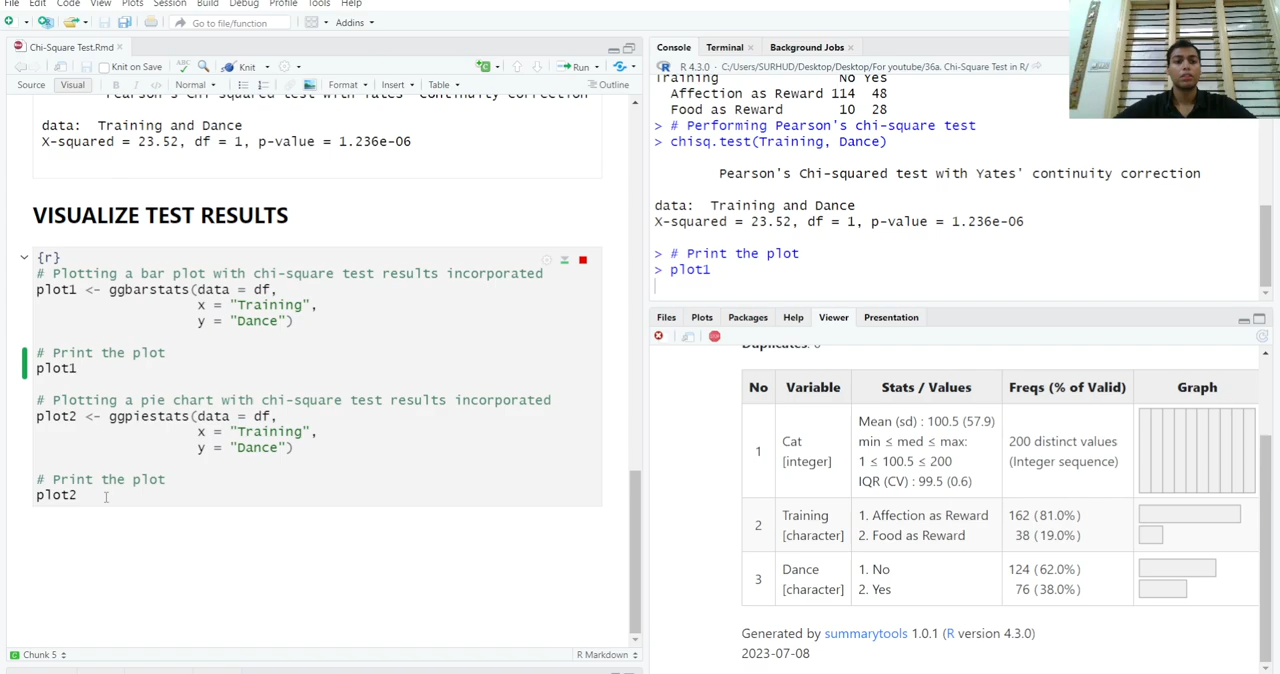 File Edit Code View Plots Session Build Debug Profile Tools Help
Go to file/function Addins
Chi-Square Test.Rmd
Knit on Save ABC Knit Run
Source Visual B I Normal Format Insert Table Outline
Pearson's Chi-squared test with Yates' continuity correction
data: Training and Dance
X-squared = 23.52, df = 1, p-value = 1.236e-06
VISUALIZE TEST RESULTS
{r}
# Plotting a bar plot with chi-square test results incorporated
plot1 <- ggbarstats(data = df,
x = "Training",
y = "Dance")
# Print the plot
plot1
# Plotting a pie chart with chi-square test results incorporated
plot2 <- ggpiestats(data = df,
x = "Training",
y = "Dance")
# Print the plot
plot2
Chunk 5 R Markdown
Console Terminal Background Jobs
R 4.3.0 · C:/Users/SURHUD/Desktop/Desktop/For youtube/36a. Chi-Square Test in R/
Training No Yes
Affection as Reward 114 48
Food as Reward 10 28
> # Performing Pearson's chi-square test
> chisq.test(Training, Dance)
Pearson's Chi-squared test with Yates' continuity correction
data: Training and Dance
X-squared = 23.52, df = 1, p-value = 1.236e-06
> # Print the plot
> plot1
Files Plots Packages Help Viewer Presentation
Duplicates: 0
No Variable Stats / Values Freqs (% of Valid) Graph
1
Cat
[integer]
Mean (sd) : 100.5 (57.9)
min ≤ med ≤ max:
1 ≤ 100.5 ≤ 200
IQR (CV) : 99.5 (0.6)
200 distinct values
(Integer sequence)
2
Training
[character]
1. Affection as Reward
2. Food as Reward
162 (81.0%)
38 (19.0%)
3
Dance
[character]
1. No
2. Yes
124 (62.0%)
76 (38.0%)
Generated by summarytools 1.0.1 (R version 4.3.0)
2023-07-08